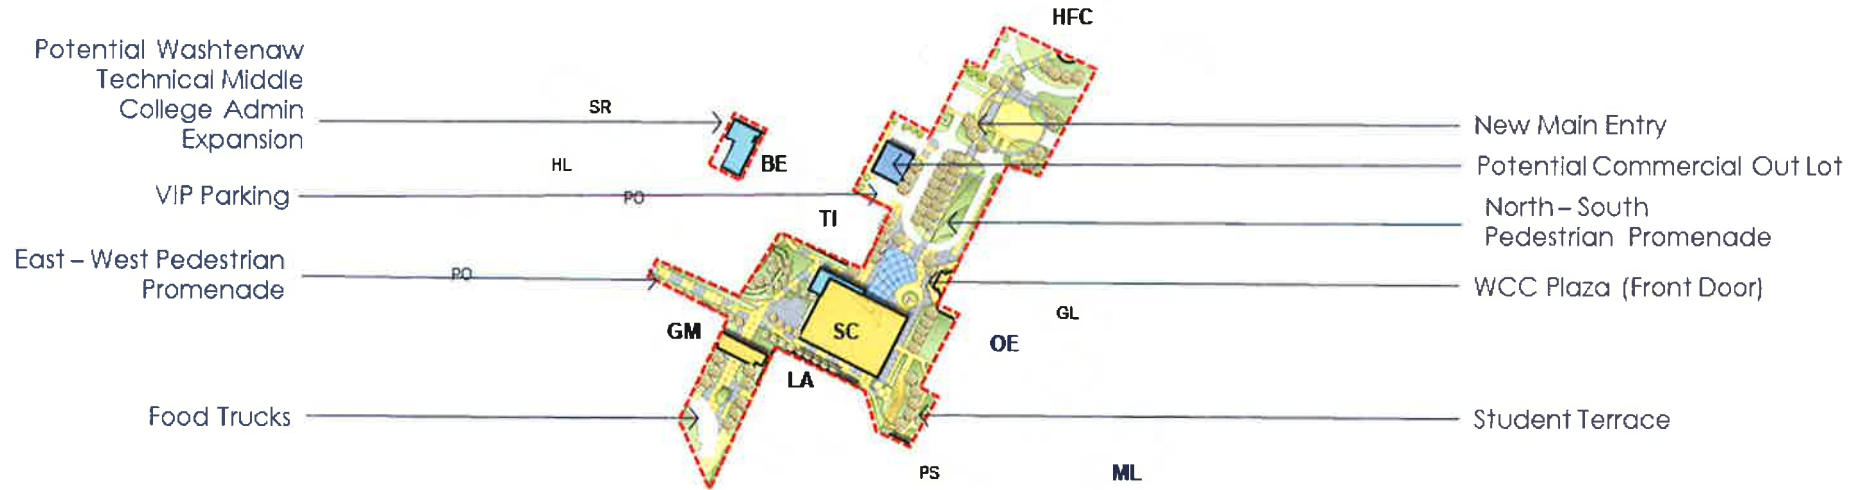 HFC
Potential Washtenaw
Technical Middle
College Admin
Expansion
SR
New Main Entry
BE
HL
Potential Commercial Out Lot
VIP Parking
PO
TI
North – South
Pedestrian Promenade
East – West Pedestrian
Promenade
PO
WCC Plaza (Front Door)
GL
GM
SC
OE
LA
Food Trucks
Student Terrace
PS
ML